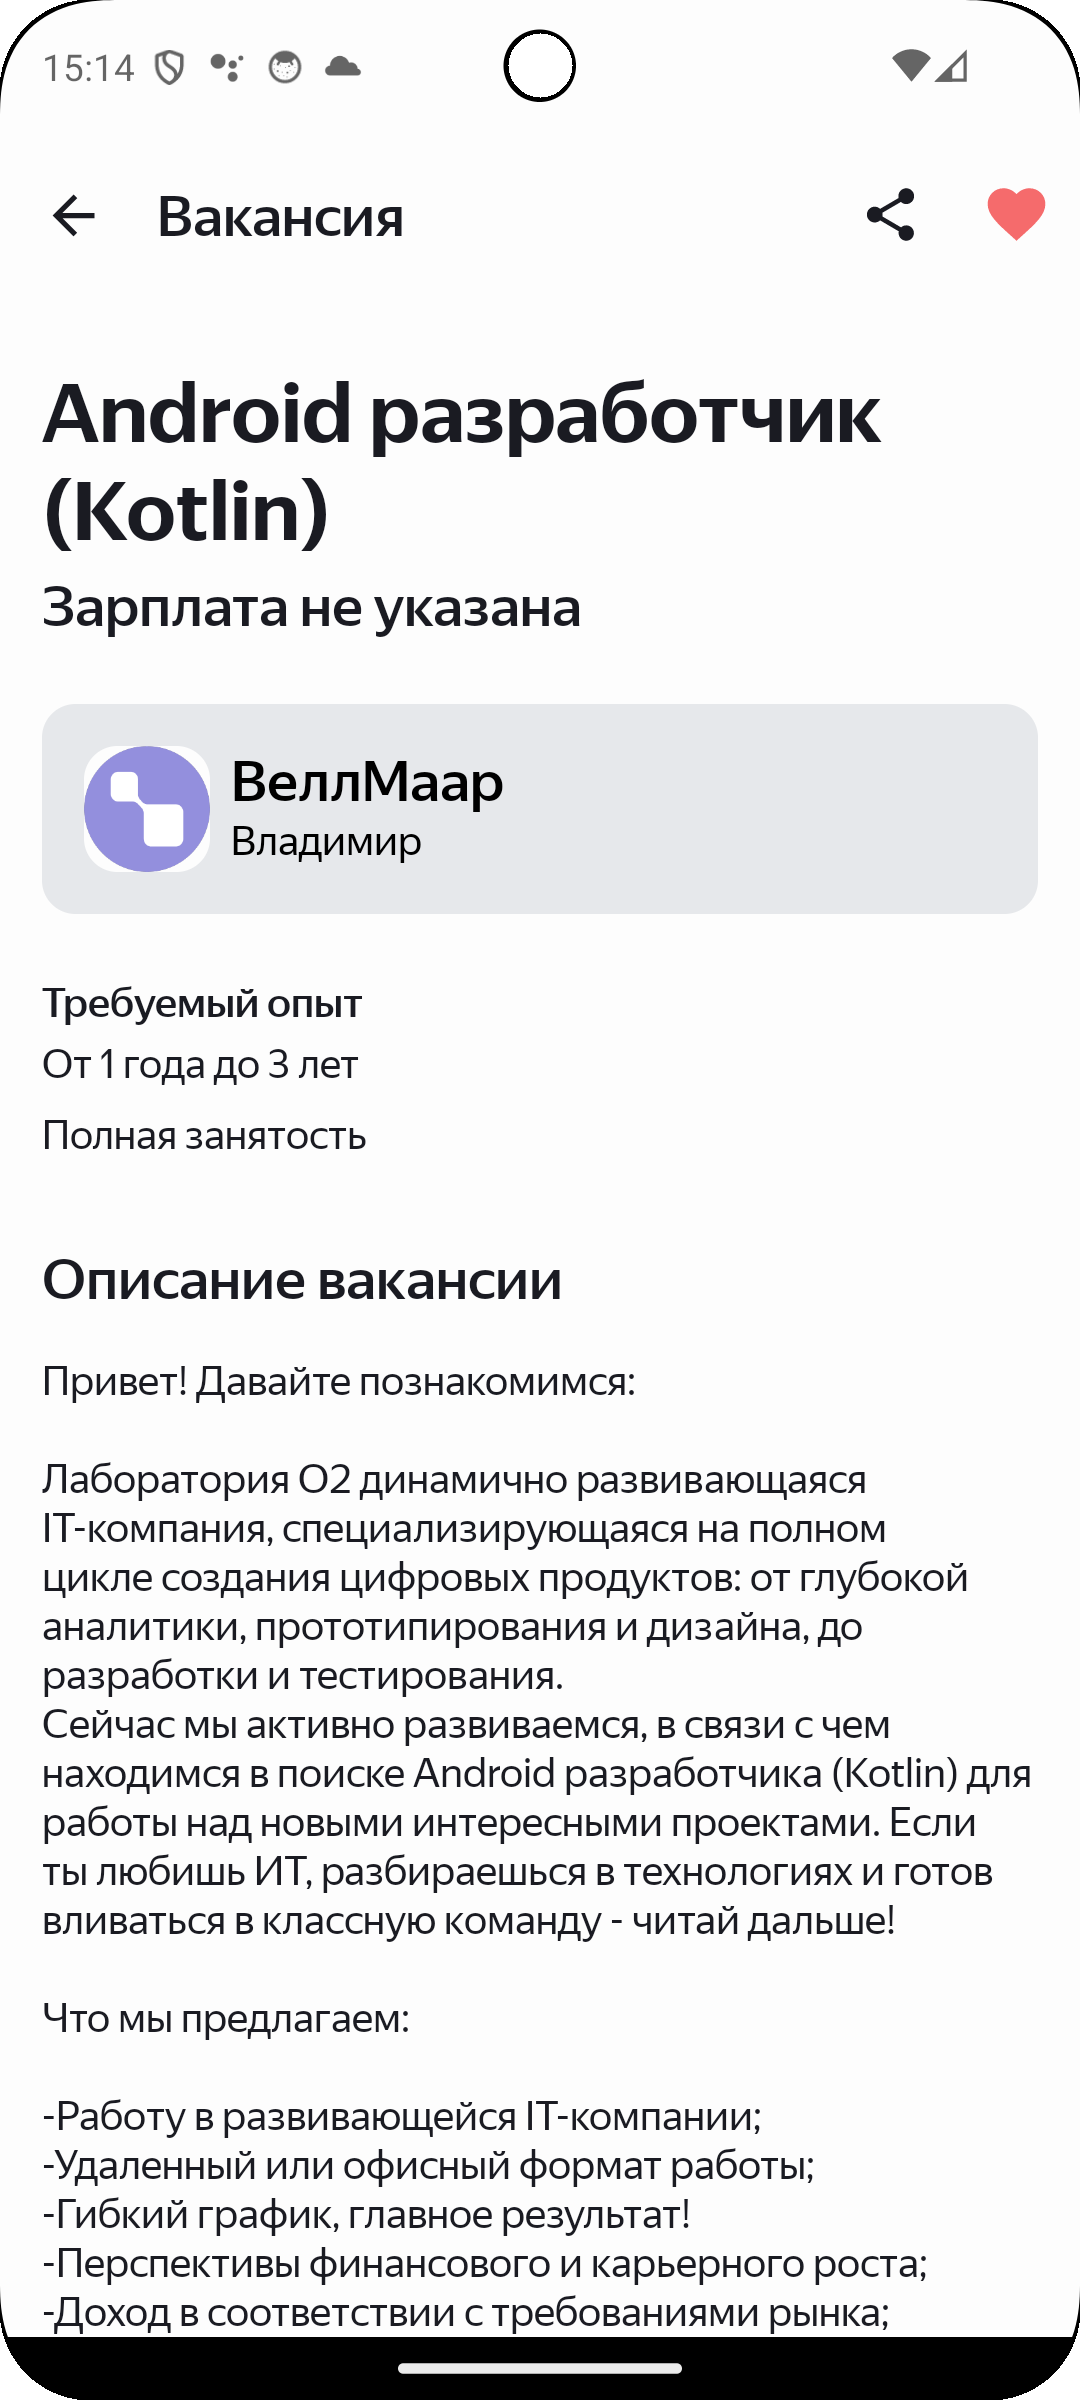 15:14
Вакансия
Android разработчик
(Kotlin)
Зарплата не указана
ВеллМаар
Владимир
Требуемый опыт
От 1 года до 3 лет
Полная занятость
Описание вакансии
Привет! Давайте познакомимся:
Лаборатория О2 динамично развивающаяся
IT-компания, специализирующаяся на полном
цикле создания цифровых продуктов: от глубокой
аналитики, прототипирования и дизайна, до
разработки и тестирования.
Сейчас мы активно развиваемся, в связи с чем
находимся в поиске Android разработчика (Kotlin) для
работы над новыми интересными проектами. Если
ты любишь ИТ, разбираешься в технологиях и готов
вливаться в классную команду - читай дальше!
Что мы предлагаем:
-Работу в развивающейся IT-компании;
-Удаленный или офисный формат работы;
-Гибкий график, главное результат!
-Перспективы финансового и карьерного роста;
-Доход в соответствии с требованиями рынка;